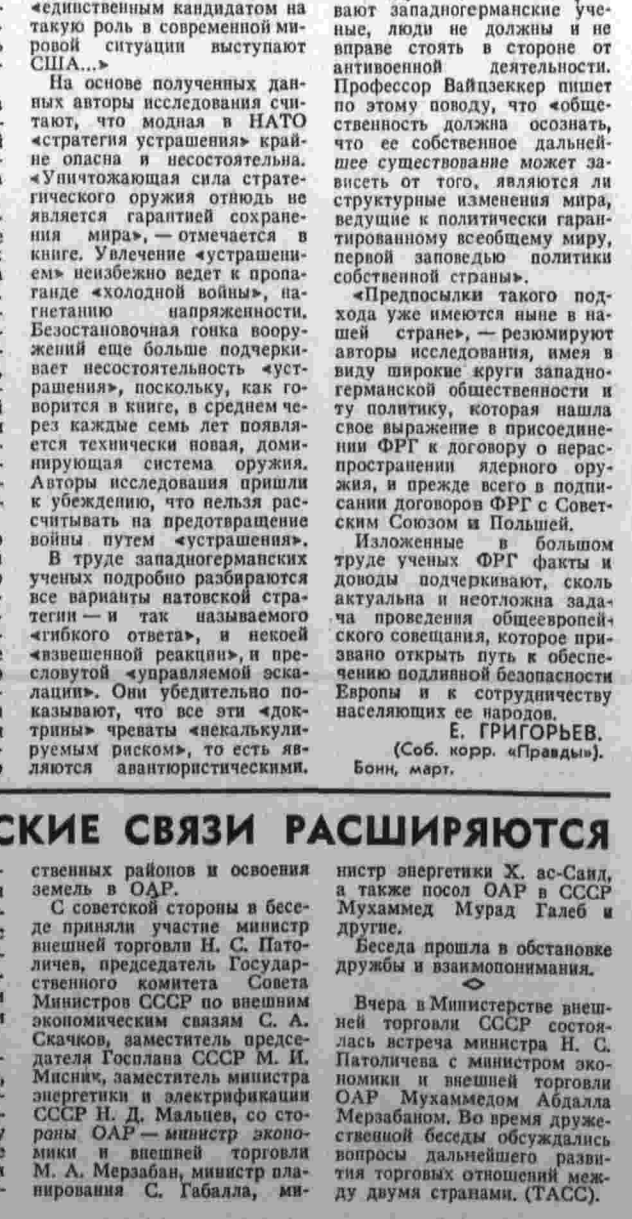 «единственным кандидатом на
такую роль в современной ми-
ровой ситуации выступают
США...»
На основе полученных дан-
ных авторы исследования счи-
тают, что модная в НАТО
«стратегия устрашения» край-
не опасна и несостоятельна.
«Уничтожающая сила страте-
гического оружия отнюдь не
является гарантией сохране-
ния мира», — отмечается в
книге. Увлечение «устрашени-
ем» неизбежно ведет к пропа-
ганде «холодной войны», на-
гнетанию напряженности.
Безостановочная гонка воору-
жений еще больше подчерки-
вает несостоятельность «уст-
рашения», поскольку, как го-
ворится в книге, в среднем че-
рез каждые семь лет появля-
ется технически новая, доми-
нирующая система оружия.
Авторы исследования пришли
к убеждению, что нельзя рас-
считывать на предотвращение
войны путем «устрашения».
В труде западногерманских
ученых подробно разбираются
все варианты натовской стра-
тегии — и так называемого
«гибкого ответа», и некоей
«взвешенной реакции», и пре-
словутой «управляемой эска-
лации». Они убедительно по-
казывают, что все эти «док-
трины» чреваты «некалькули-
руемым риском», то есть яв-
ляются авантюристическими.
вают западногерманские уче-
ные, люди не должны и не
вправе стоять в стороне от
антивоенной деятельности.
Профессор Вайцзеккер пишет
по этому поводу, что «обще-
ственность должна осознать,
что ее собственное дальней-
шее существование может за-
висеть от того, являются ли
структурные изменения мира,
ведущие к политически гаран-
тированному всеобщему миру,
первой заповедью политики
собственной страны».
«Предпосылки такого под-
хода уже имеются ныне в на-
шей стране», — резюмируют
авторы исследования, имея в
виду широкие круги западно-
германской общественности и
ту политику, которая нашла
свое выражение в присоедине-
нии ФРГ к договору о нерас-
пространении ядерного ору-
жия, и прежде всего в подпи-
сании договоров ФРГ с Совет-
ским Союзом и Польшей.
Изложенные в большом
труде ученых ФРГ факты и
доводы подчеркивают, сколь
актуальна и неотложна зада-
ча проведения общеевропей-
ского совещания, которое при-
звано открыть путь к обеспе-
чению подлинной безопасности
Европы и к сотрудничеству
населяющих ее народов.
Е. ГРИГОРЬЕВ.
(Соб. корр. «Правды»).
Бонн, март.
СКИЕ СВЯЗИ РАСШИРЯЮТСЯ
ственных районов и освоения
земель в ОАР.
С советской стороны в бесе-
де приняли участие министр
внешней торговли Н. С. Пато-
личев, председатель Государ-
ственного комитета Совета
Министров СССР по внешним
экономическим связям С. А.
Скачков, заместитель предсе-
дателя Госплана СССР М. И.
Мисник, заместитель министра
энергетики и электрификации
СССР Н. Д. Мальцев, со сто-
роны ОАР — министр эконо-
мики и внешней торговли
М. А. Мерзабан, министр пла-
нирования С. Габалла, ми-
нистр энергетики Х. ас-Саид,
а также посол ОАР в СССР
Мухаммед Мурад Галеб и
другие.
Беседа прошла в обстановке
дружбы и взаимопонимания.
Вчера в Министерстве внеш-
ней торговли СССР состоя-
лась встреча министра Н. С.
Патоличева с министром эко-
номики и внешней торговли
ОАР Мухаммедом Абдалла
Мерзабаном. Во время друже-
ственной беседы обсуждались
вопросы дальнейшего разви-
тия торговых отношений меж-
ду двумя странами. (ТАСС).